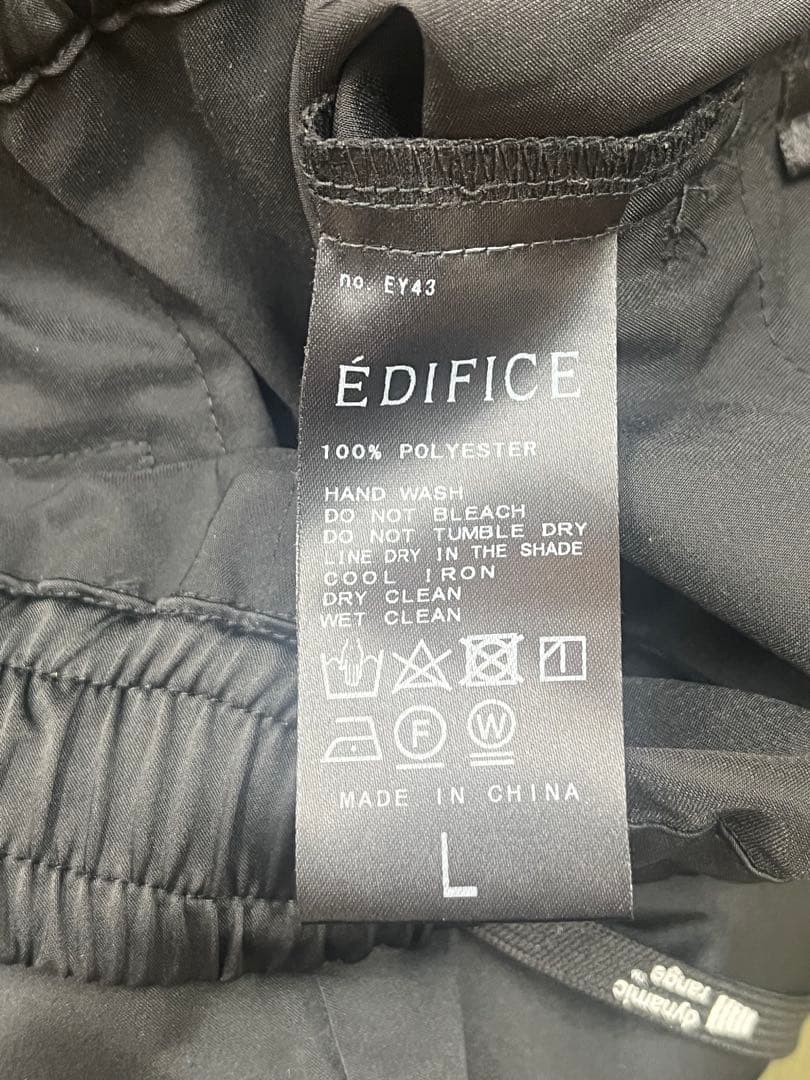 no. EY43
ÉDIFICE
100% POLYESTER
HAND WASH
DO NOT BLEACH
DO NOT TUMBLE DRY
LINE DRY IN THE SHADE
COOL IRON
DRY CLEAN
WET CLEAN
F
W
MADE IN CHINA
L
dynamic
range™